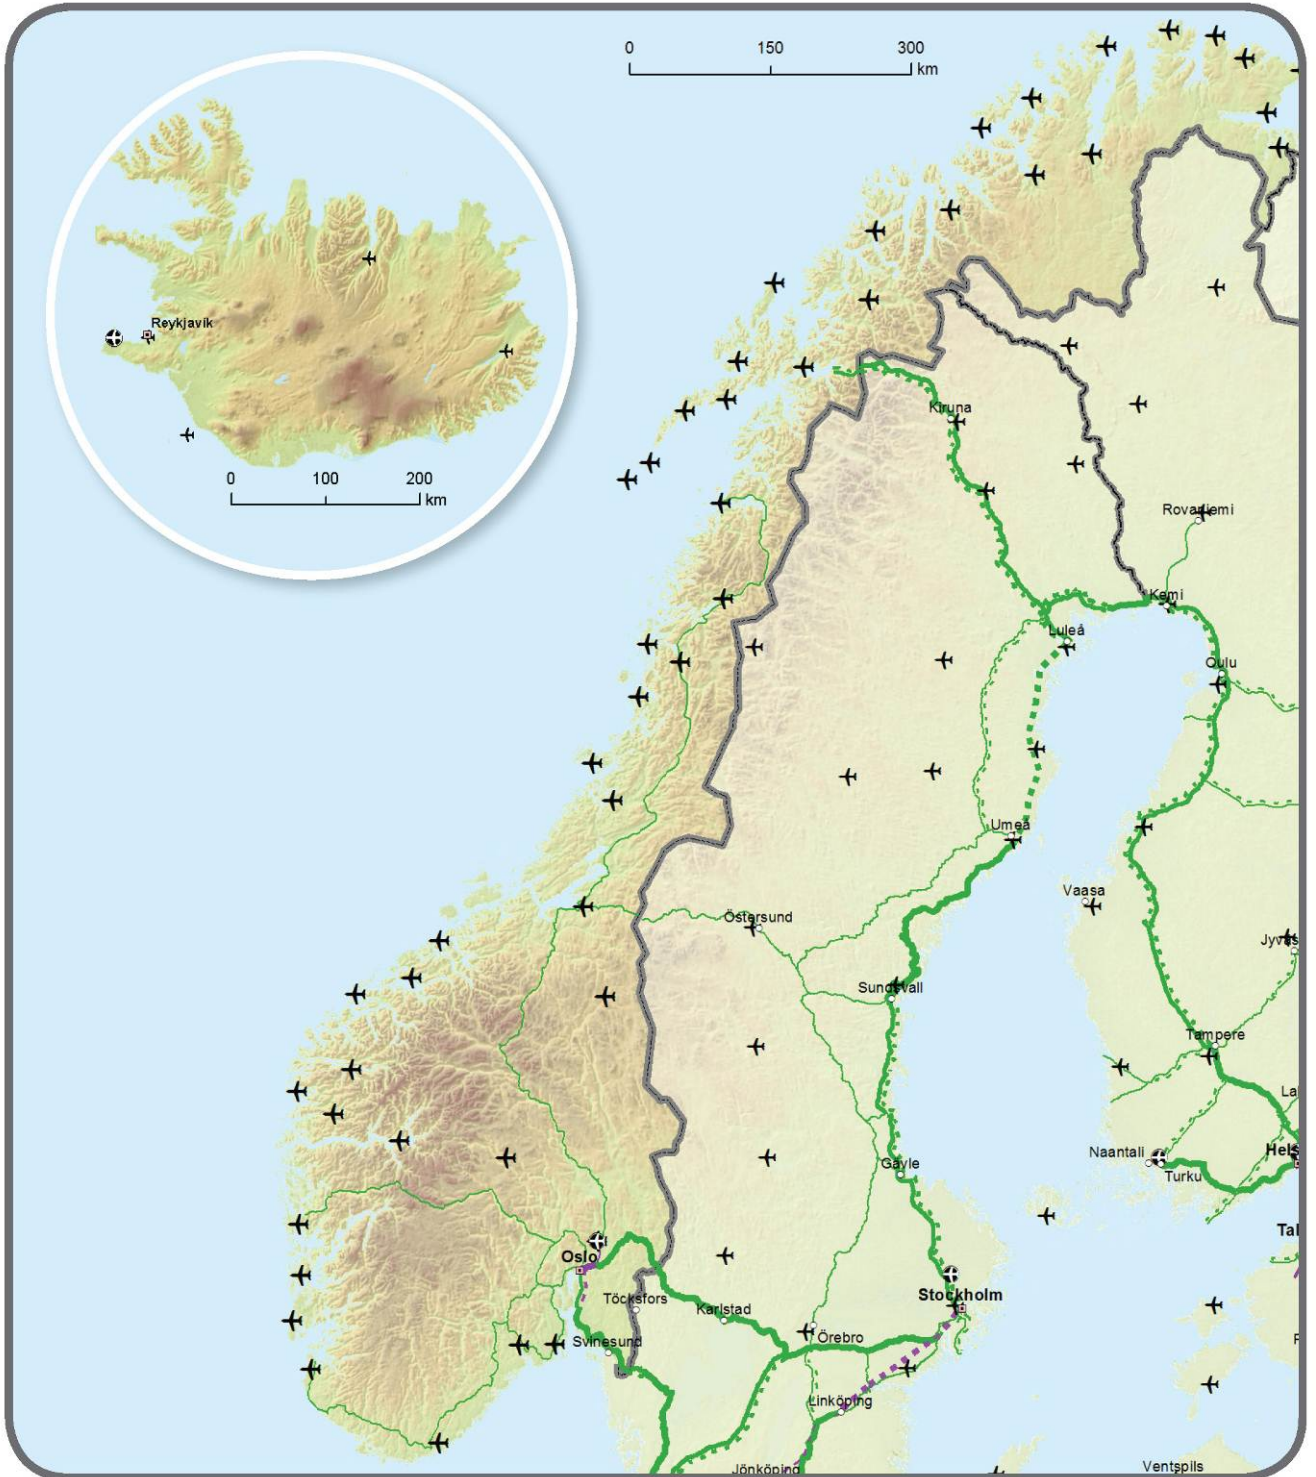 0 150 300
km
Reykjavík
0 100 200
km
Kiruna
Rovaniemi
Kemi
Luleå
Oulu
Umeå
Vaasa
Östersund
Sundsvall
Tampere
Gävle
Naantali
Turku
Oslo
Töcksfors
Karlstad
Stockholm
Svinesund
Örebro
Linköping
Jönköping
Ventspils